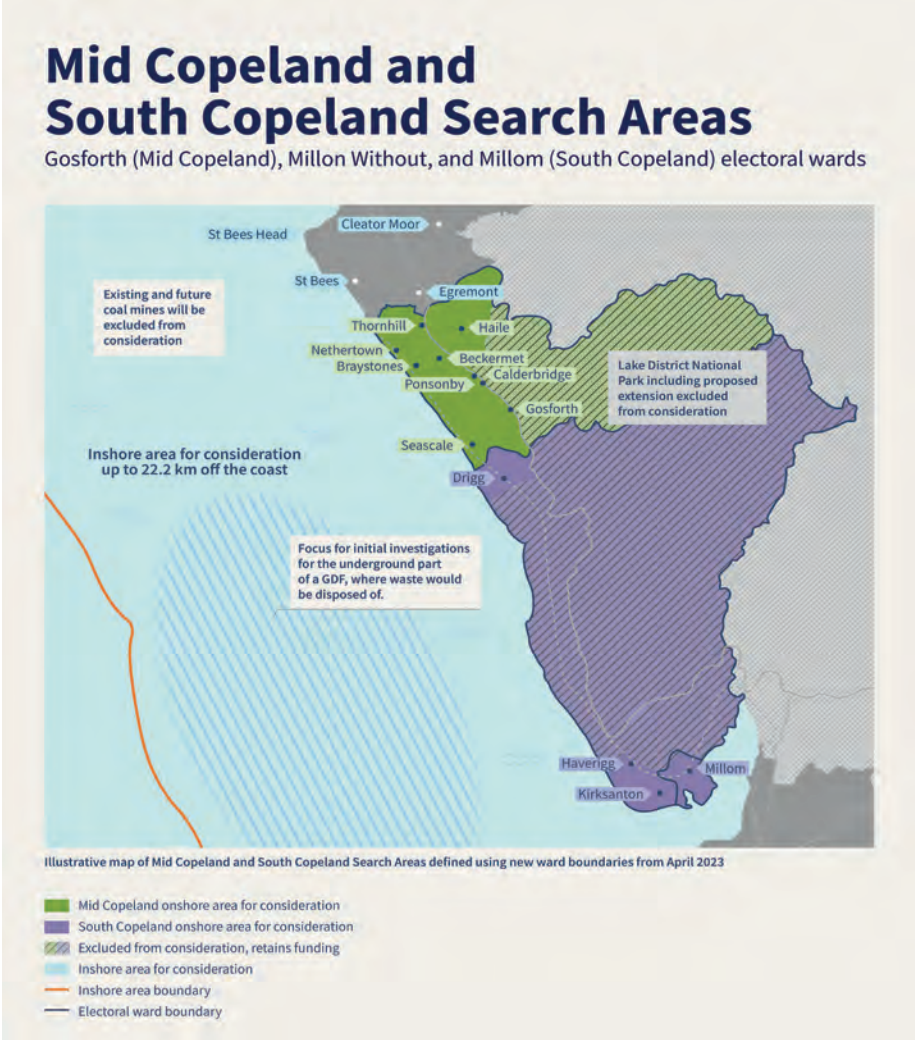 Mid Copeland and
South Copeland Search Areas
Gosforth (Mid Copeland), Millon Without, and Millom (South Copeland) electoral wards
Cleator Moor
St Bees Head
St Bees
Egremont
Existing and future
coal mines will be
excluded from
consideration
Thornhill
Haile
Nethertown
Beckermet
Braystones
Calderbridge
Ponsonby
Lake District National
Park including proposed
extension excluded
from consideration
Gosforth
Seascale
Inshore area for consideration
up to 22.2 km off the coast
Drigg
Focus for initial investigations
for the underground part
of a GDF, where waste would
be disposed of.
Haverigg
Millom
Kirksanton
Illustrative map of Mid Copeland and South Copeland Search Areas defined using new ward boundaries from April 2023
Mid Copeland onshore area for consideration
South Copeland onshore area for consideration
Excluded from consideration, retains funding
Inshore area for consideration
Inshore area boundary
Electoral ward boundary